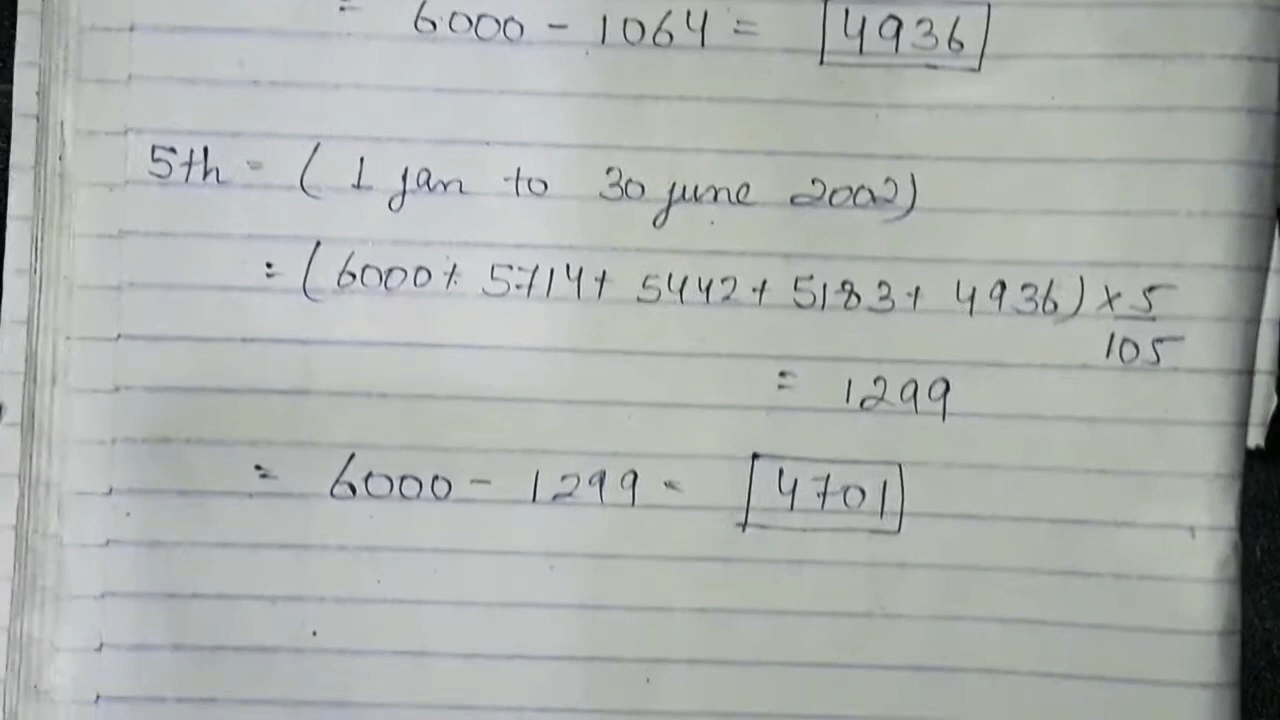 = 6000 - 1064 = 4936
5th = ( 1 jan to 30 june 2002)
= (6000 + 5714 + 5442 + 5183 + 4936) × 5
105
= 1299
= 6000 - 1299 = 4701